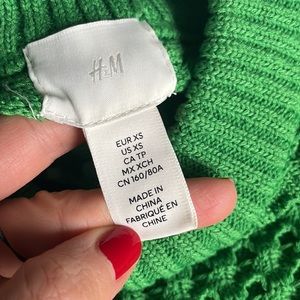 H&M
EUR XS
US XS
CA TP
MX XCH
CN 160/80A
MADE IN
CHINA
FABRIQUÉ EN
CHINE